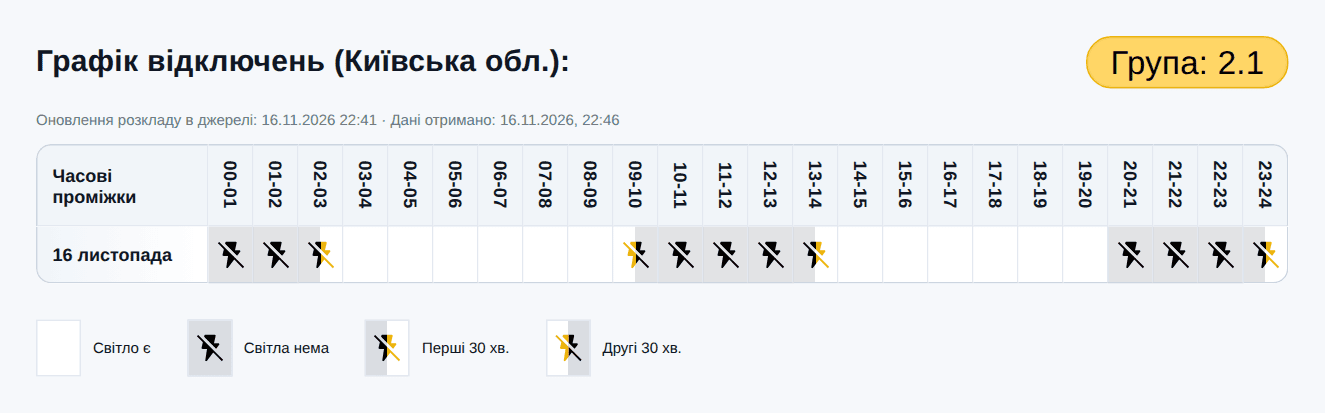 Графік відключень (Київська обл.):
Група: 2.1
Оновлення розкладу в джерелі: 16.11.2026 22:41 · Дані отримано: 16.11.2026, 22:46
Часові
проміжки
00-01
01-02
02-03
03-04
04-05
05-06
06-07
07-08
08-09
09-10
10-11
11-12
12-13
13-14
14-15
15-16
16-17
17-18
18-19
19-20
20-21
21-22
22-23
23-24
16 листопада
Світло є
Світла нема
Перші 30 хв.
Другі 30 хв.